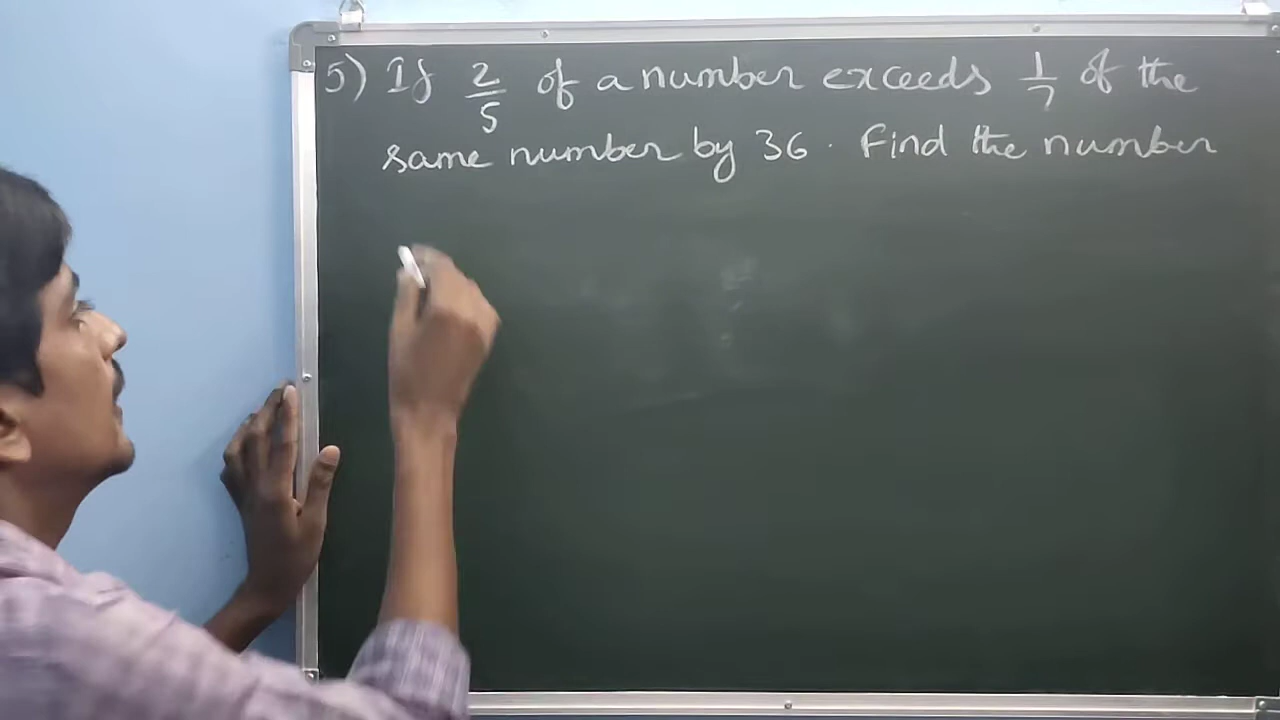 5) If 2/5 of a number exceeds 1/7 of the
same number by 36. Find the number